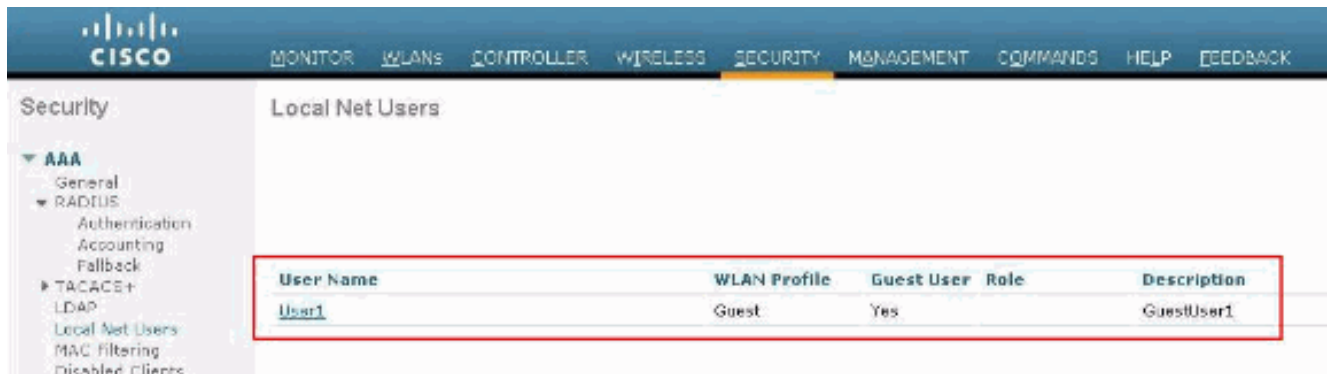 CISCO
MONITOR WLANs CONTROLLER WIRELESS SECURITY MANAGEMENT COMMANDS HELP FEEDBACK
Security
AAA
General
RADIUS
Authentication
Accounting
Fallback
TACACS+
LDAP
Local Net Users
MAC Filtering
Disabled Clients
Local Net Users
User Name WLAN Profile Guest User Role Description
User1 Guest Yes GuestUser1